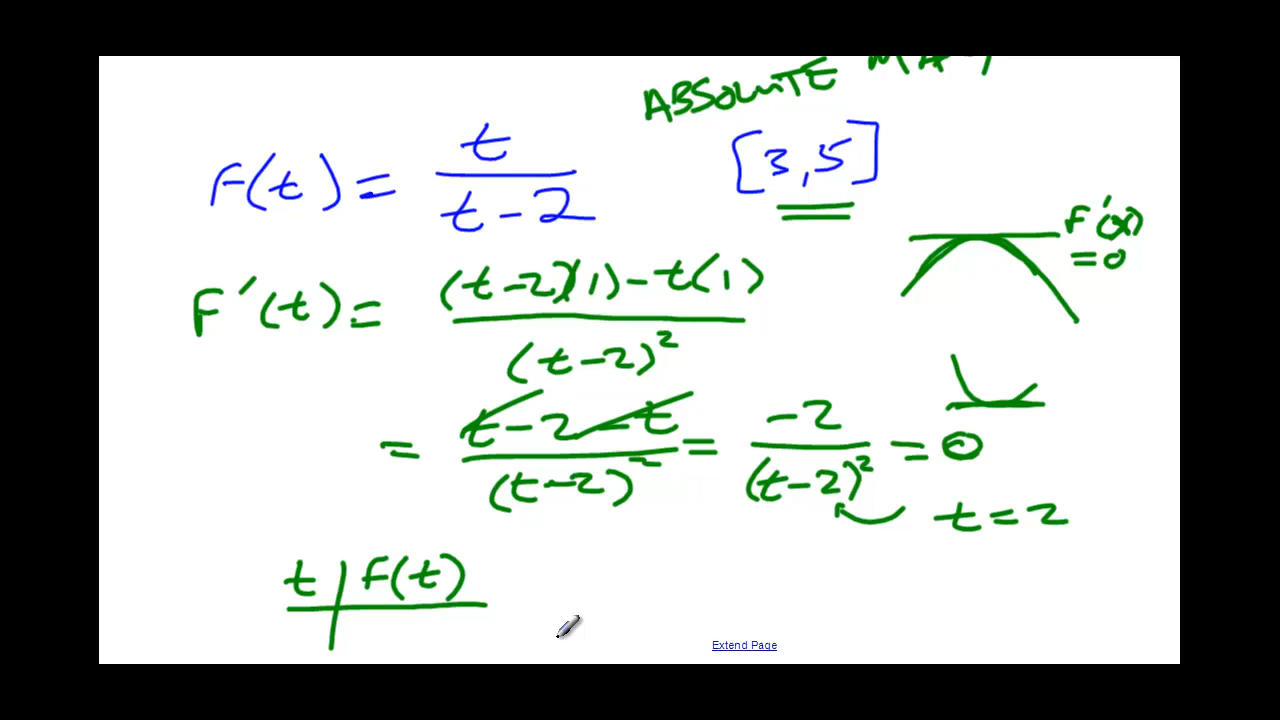 ABSOLUTE
F(t) = t / (t - 2) [3,5]
F'(x) = 0
F'(t) = ((t-2)(1) - t(1)) / (t-2)²
= (t - 2 - t) / (t-2)² = -2 / (t-2)² = 0
t = 2
t | F(t)
Extend Page